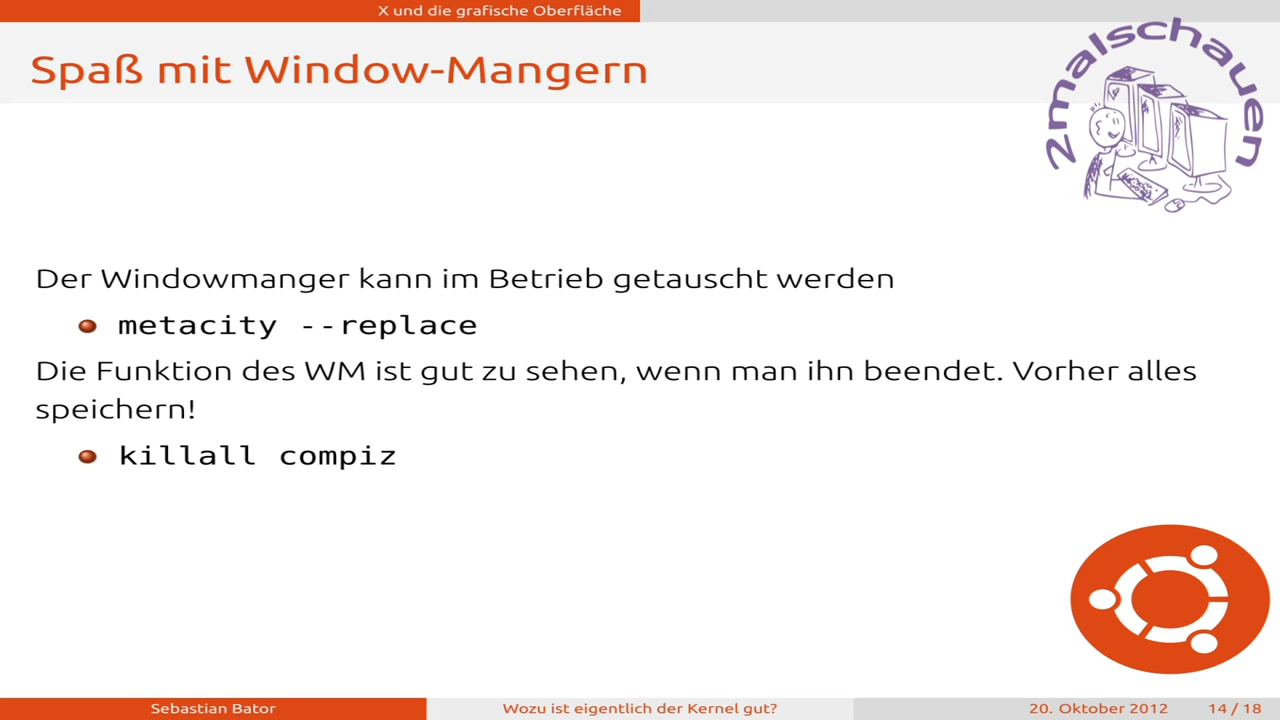 X und die grafische Oberfläche
Spaß mit Window-Mangern
2malschauen
Der Windowmanger kann im Betrieb getauscht werden
metacity --replace
Die Funktion des WM ist gut zu sehen, wenn man ihn beendet. Vorher alles
speichern!
killall compiz
Sebastian Bator
Wozu ist eigentlich der Kernel gut?
20. Oktober 2012
14 / 18